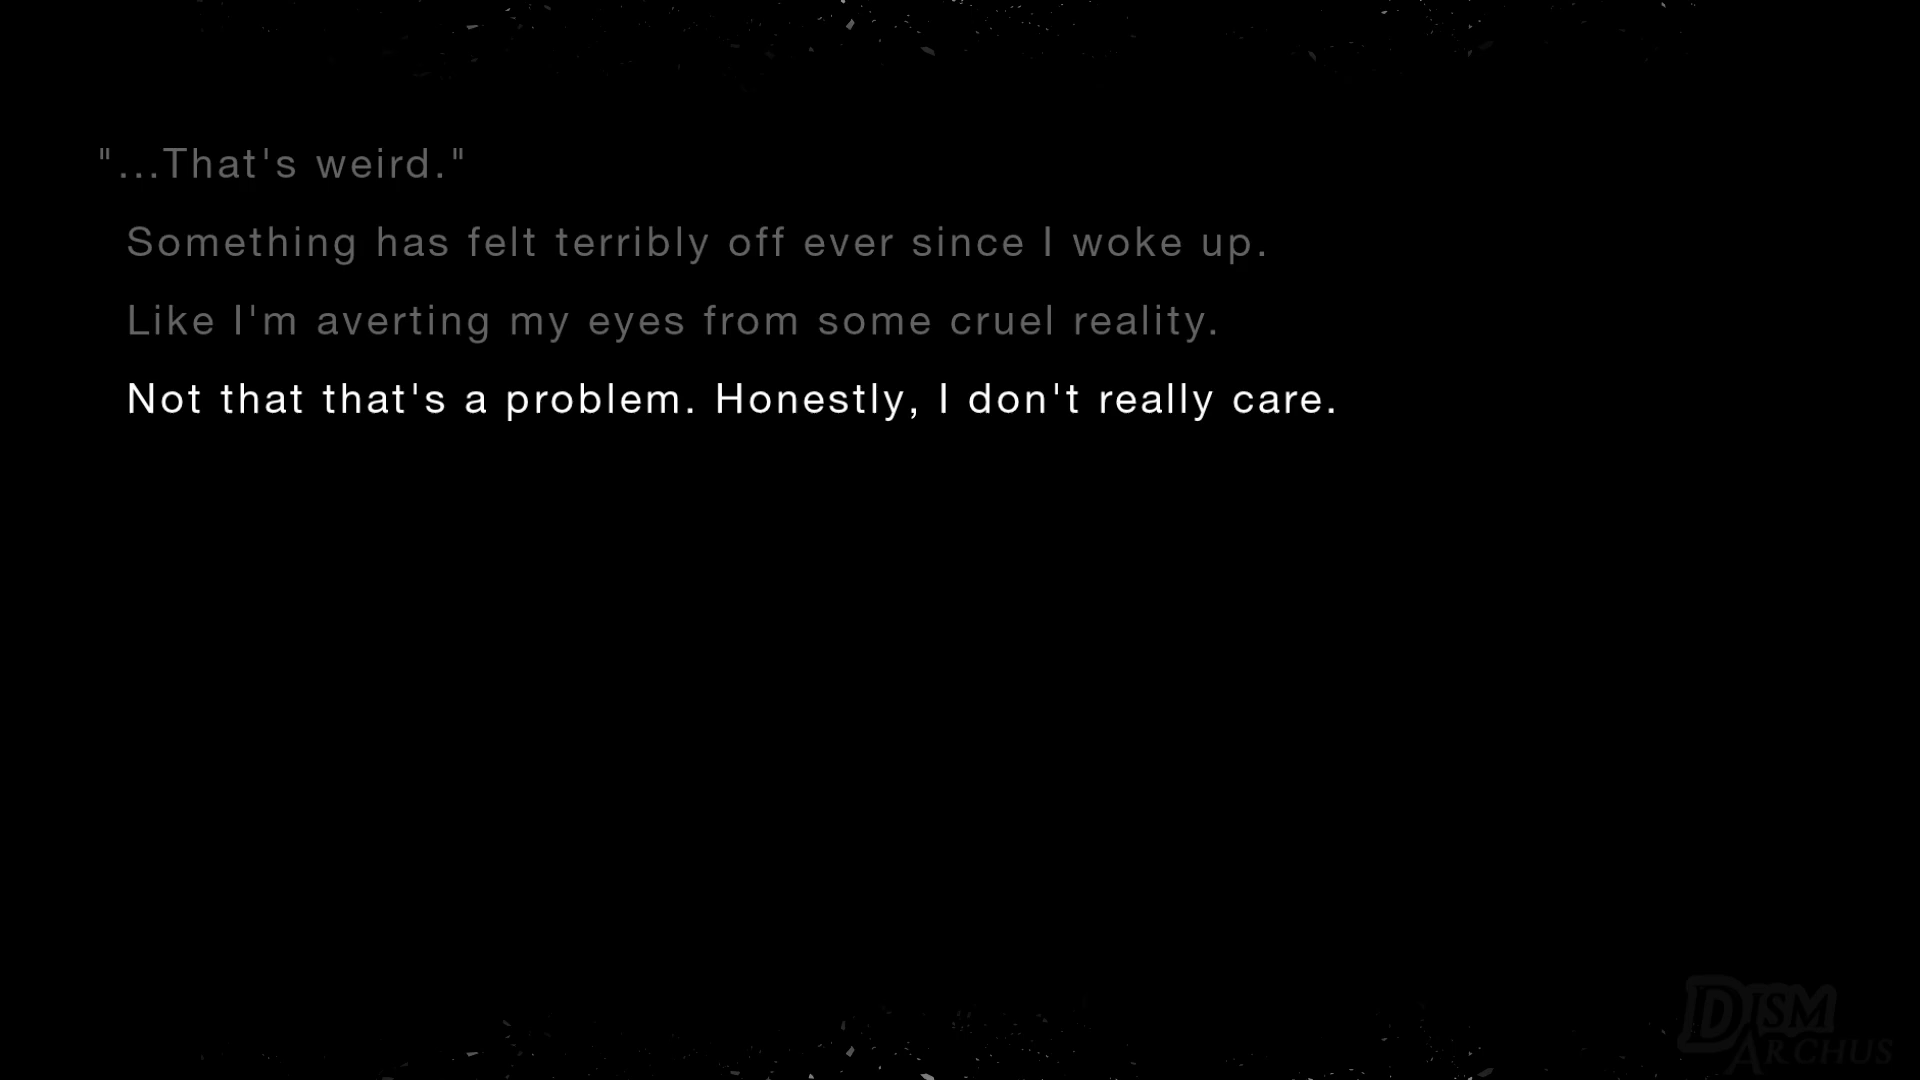 "...That's weird."
Something has felt terribly off ever since I woke up.
Like I'm averting my eyes from some cruel reality.
Not that that's a problem. Honestly, I don't really care.
DISM
ARCHUS